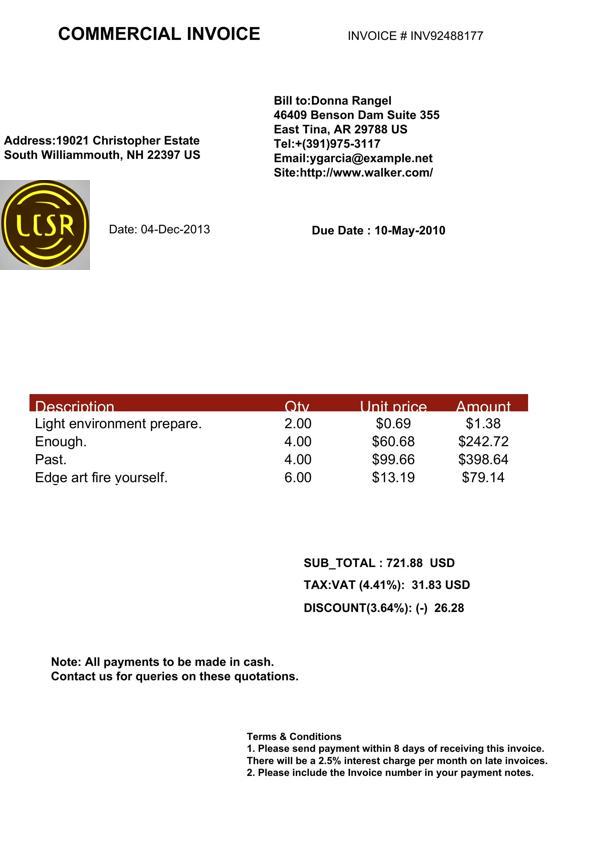 COMMERCIAL INVOICE
INVOICE # INV92488177
Bill to:Donna Rangel
46409 Benson Dam Suite 355
East Tina, AR 29788 US
Tel:+(391)975-3117
Email:ygarcia@example.net
Site:http://www.walker.com/
Address:19021 Christopher Estate
South Williammouth, NH 22397 US
LCSR
Date: 04-Dec-2013
Due Date : 10-May-2010
Description Qty Unit price Amount
Light environment prepare. 2.00 $0.69 $1.38
Enough. 4.00 $60.68 $242.72
Past. 4.00 $99.66 $398.64
Edge art fire yourself. 6.00 $13.19 $79.14
SUB_TOTAL : 721.88 USD
TAX:VAT (4.41%): 31.83 USD
DISCOUNT(3.64%): (-) 26.28
Note: All payments to be made in cash.
Contact us for queries on these quotations.
Terms & Conditions
1. Please send payment within 8 days of receiving this invoice.
There will be a 2.5% interest charge per month on late invoices.
2. Please include the Invoice number in your payment notes.